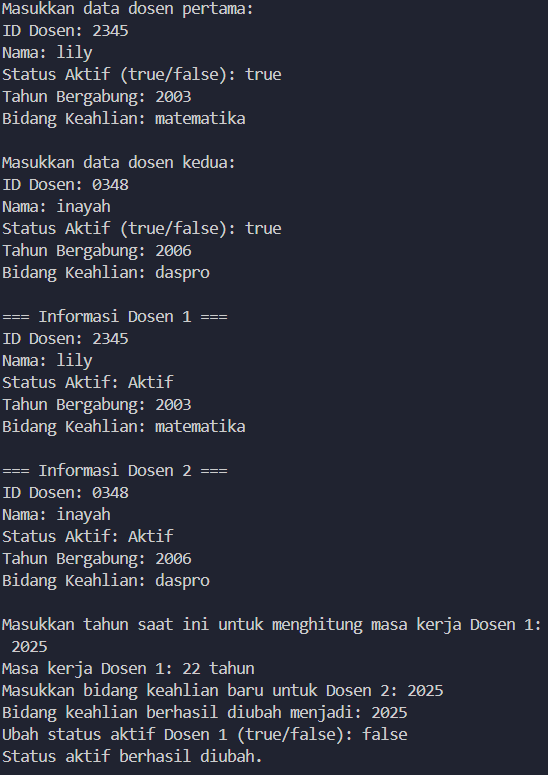 Masukkan data dosen pertama:
ID Dosen: 2345
Nama: lily
Status Aktif (true/false): true
Tahun Bergabung: 2003
Bidang Keahlian: matematika

Masukkan data dosen kedua:
ID Dosen: 0348
Nama: inayah
Status Aktif (true/false): true
Tahun Bergabung: 2006
Bidang Keahlian: daspro

=== Informasi Dosen 1 ===
ID Dosen: 2345
Nama: lily
Status Aktif: Aktif
Tahun Bergabung: 2003
Bidang Keahlian: matematika

=== Informasi Dosen 2 ===
ID Dosen: 0348
Nama: inayah
Status Aktif: Aktif
Tahun Bergabung: 2006
Bidang Keahlian: daspro

Masukkan tahun saat ini untuk menghitung masa kerja Dosen 1:
 2025
Masa kerja Dosen 1: 22 tahun
Masukkan bidang keahlian baru untuk Dosen 2: 2025
Bidang keahlian berhasil diubah menjadi: 2025
Ubah status aktif Dosen 1 (true/false): false
Status aktif berhasil diubah.